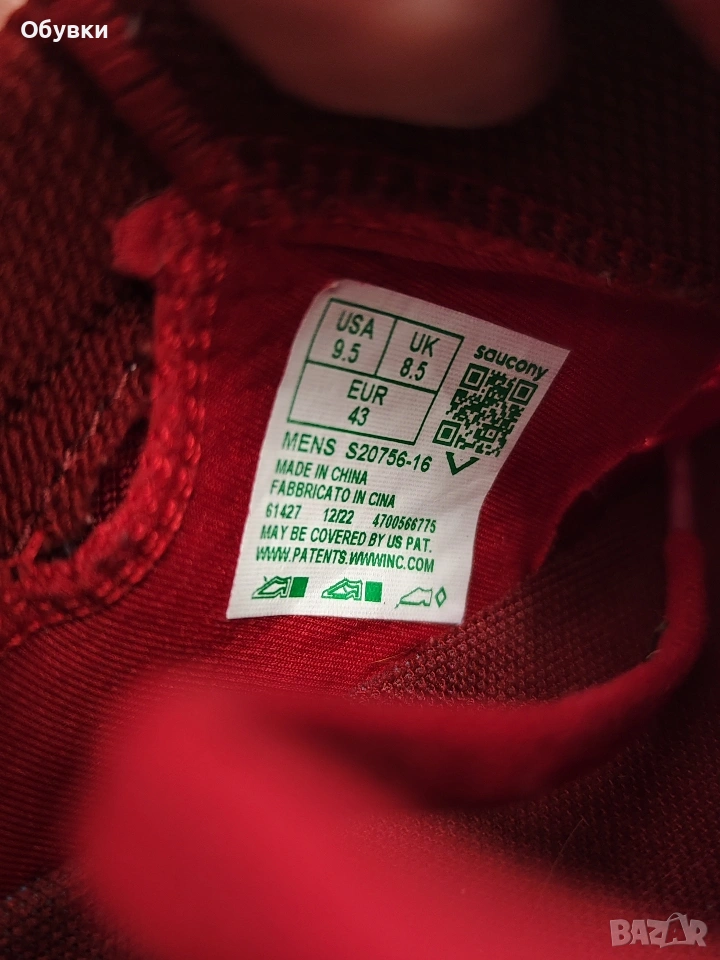 Обувки
USA
9.5
UK
8.5
EUR
43
saucony
MENS S20756-16
MADE IN CHINA
FABBRICATO IN CINA
61427 12/22 4700566775
MAY BE COVERED BY US PAT.
WWW.PATENTS.WWWINC.COM
BAZAR